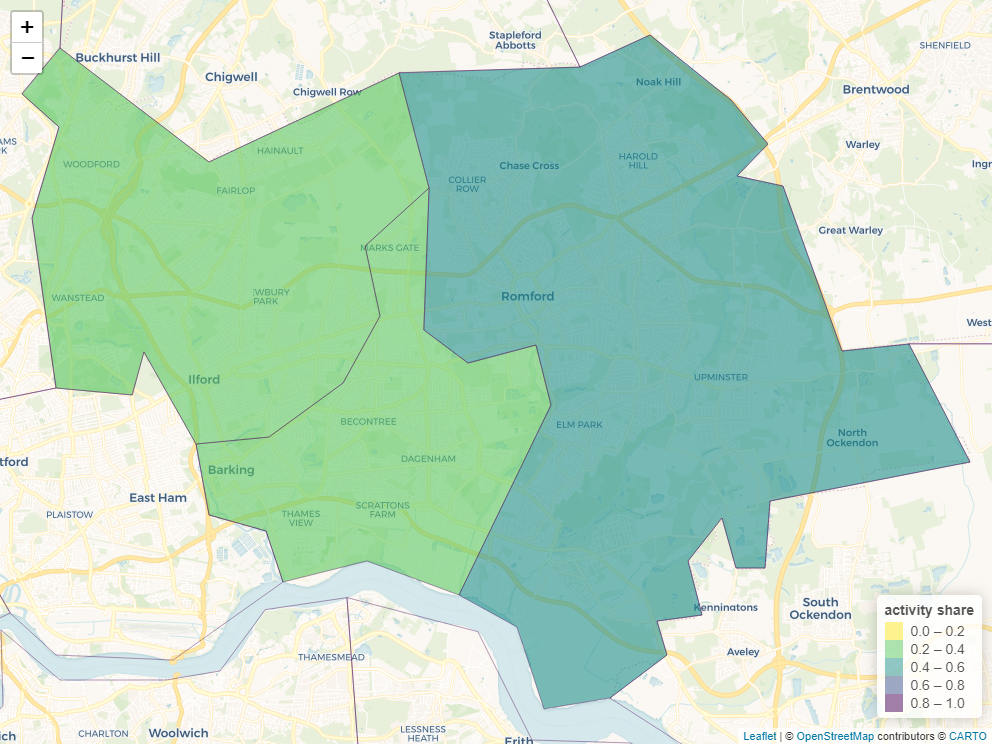 +
−
Buckhurst Hill
Chigwell
Stapleford
Abbotts
SHENFIELD
Chigwell Row
Noak Hill
Brentwood
AMS
K
WOODFORD
HAINAULT
Warley
HAROLD
HILL
Chase Cross
Ingr
COLLIER
ROW
FAIRLOP
Great Warley
MARKS GATE
WANSTEAD
WBURY
PARK
Romford
West
Ilford
UPMINSTER
BECONTREE
ELM PARK
North
Ockendon
DAGENHAM
tford
Barking
East Ham
PLAISTOW
THAMES
VIEW
SCRATTONS
FARM
Kenningtons
South
Ockendon
THAMESMEAD
Aveley
activity share
0.0 – 0.2
0.2 – 0.4
0.4 – 0.6
0.6 – 0.8
0.8 – 1.0
ich
CHARLTON
Woolwich
LESSNESS
HEATH
Erith
Leaflet | © OpenStreetMap contributors © CARTO